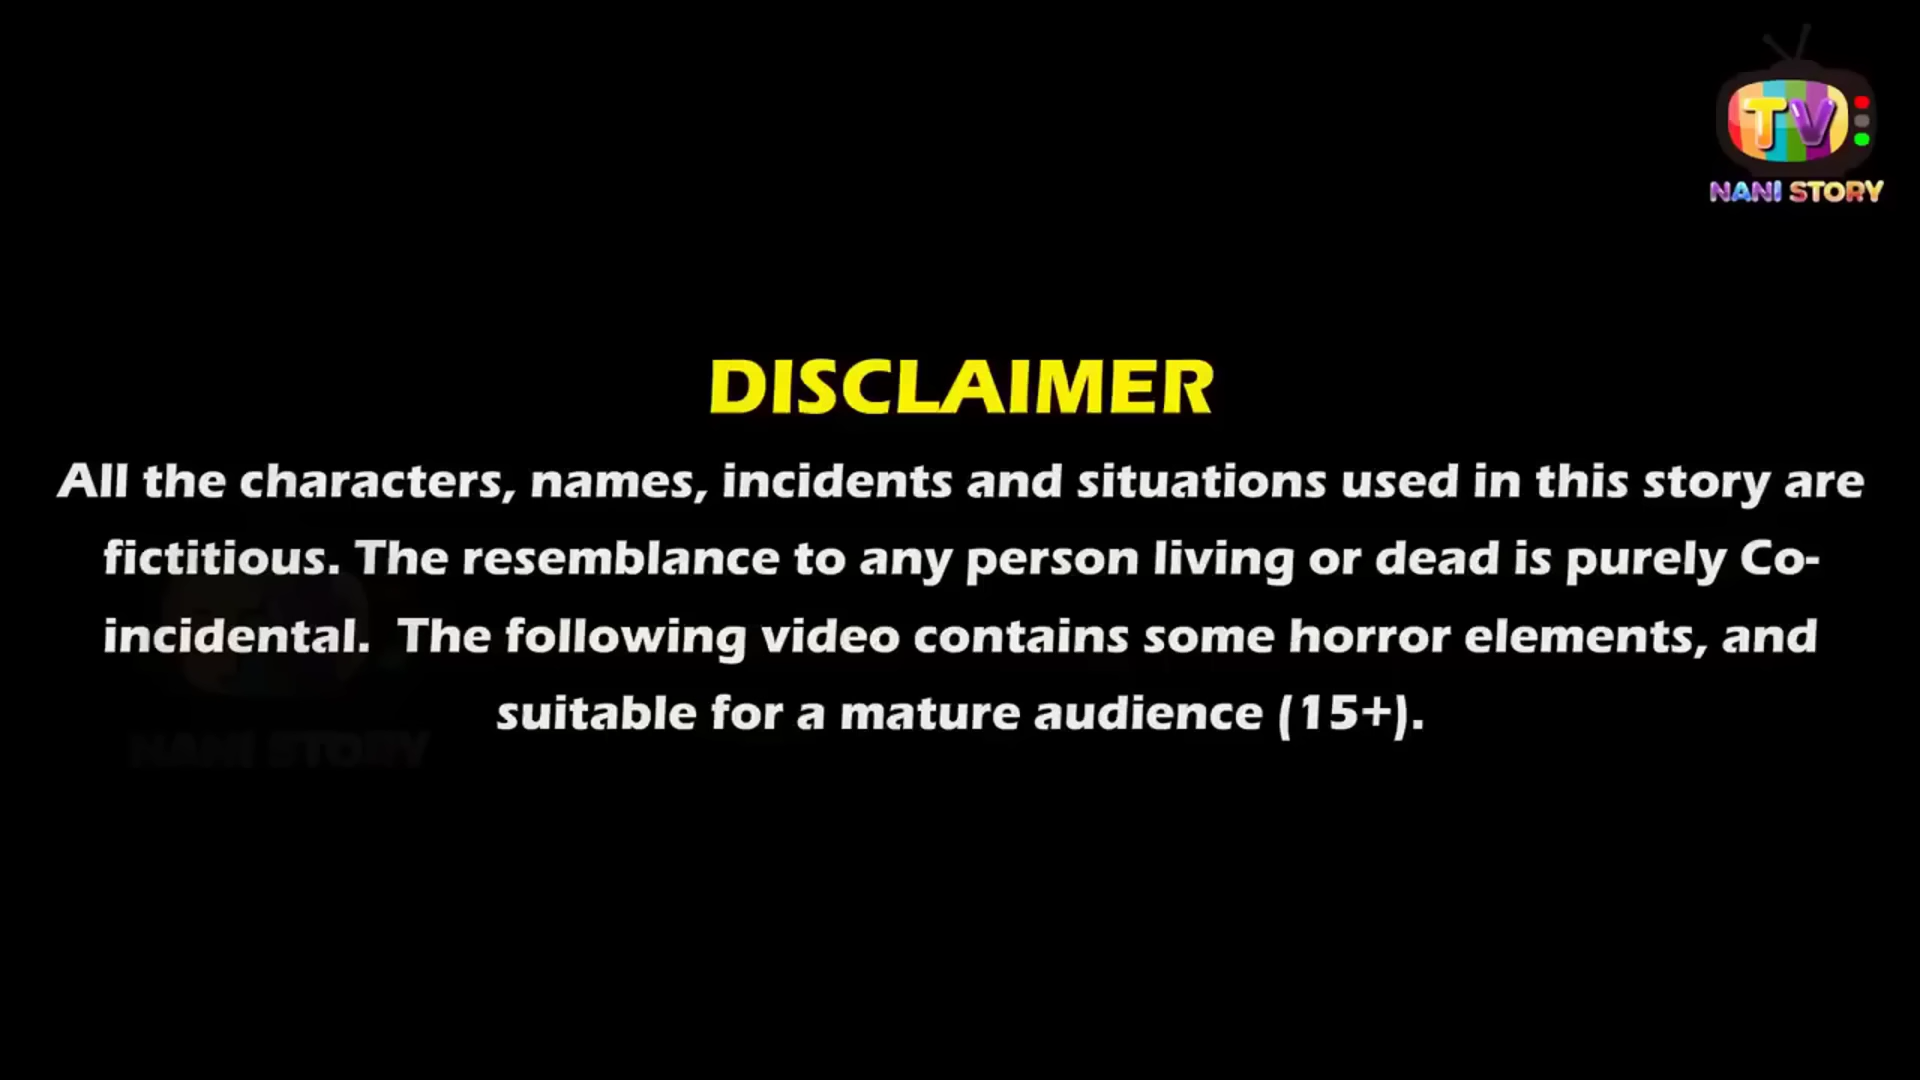 TV
NANI STORY
DISCLAIMER
All the characters, names, incidents and situations used in this story are
fictitious. The resemblance to any person living or dead is purely Co-
incidental. The following video contains some horror elements, and
suitable for a mature audience (15+).
NANI STORY